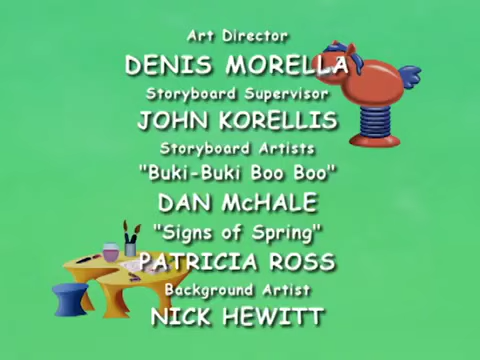 Art Director
DENIS MORELLA
Storyboard Supervisor
JOHN KORELLIS
Storyboard Artists
"Buki-Buki Boo Boo"
DAN McHALE
"Signs of Spring"
PATRICIA ROSS
Background Artist
NICK HEWITT